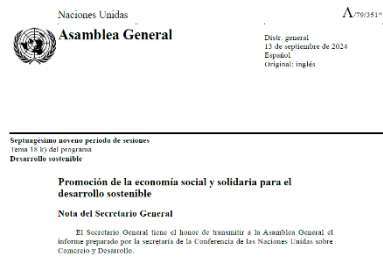 Naciones Unidas
A/79/351*
Asamblea General
Distr. general
13 de septiembre de 2024
Español
Original: inglés
Septuagésimo noveno período de sesiones
Tema 18 k) del programa
Desarrollo sostenible
Promoción de la economía social y solidaria para el
desarrollo sostenible
Nota del Secretario General
El Secretario General tiene el honor de transmitir a la Asamblea General el
informe preparado por la secretaría de la Conferencia de las Naciones Unidas sobre
Comercio y Desarrollo.